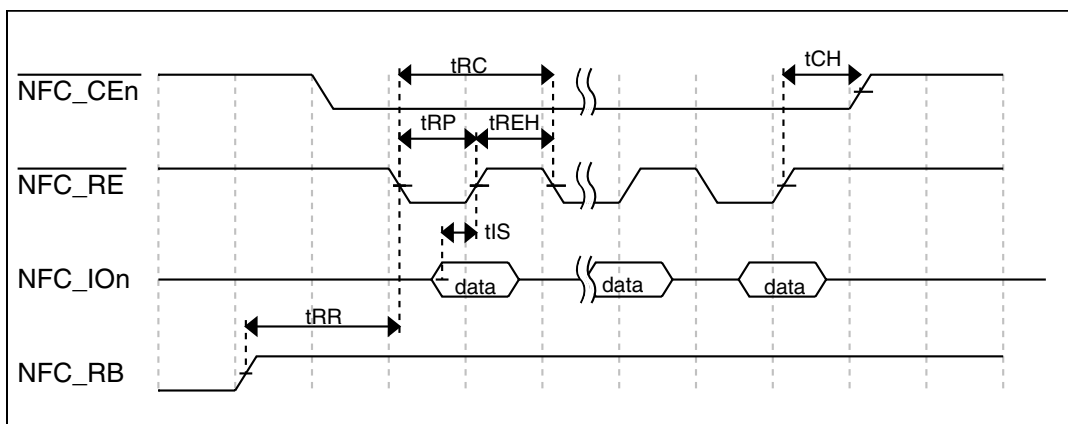 NFC_CEn
tRC
tCH
tRP
tREH
NFC_RE
tIS
NFC_IOn
data
data
data
tRR
NFC_RB